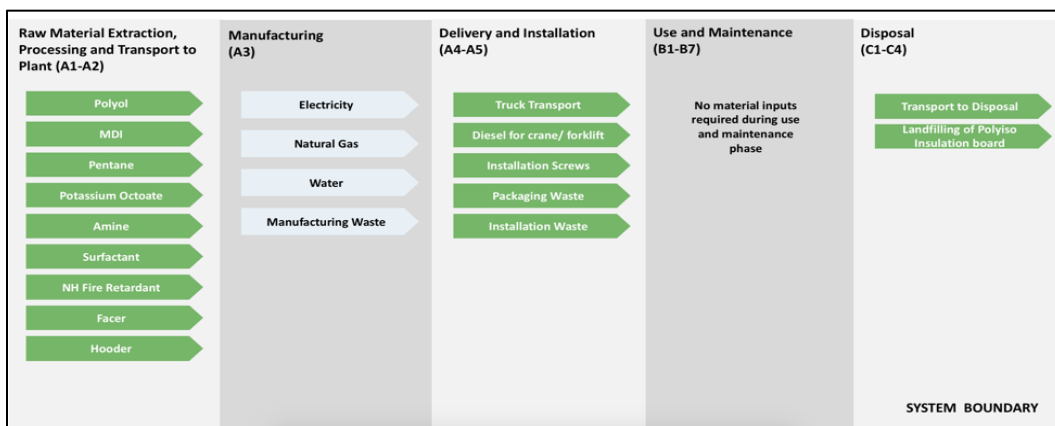 Raw Material Extraction,
Processing and Transport to
Plant (A1-A2)
Polyol
MDI
Pentane
Potassium Octoate
Amine
Surfactant
NH Fire Retardant
Facer
Hooder
Manufacturing
(A3)
Electricity
Natural Gas
Water
Manufacturing Waste
Delivery and Installation
(A4-A5)
Truck Transport
Diesel for crane/ forklift
Installation Screws
Packaging Waste
Installation Waste
Use and Maintenance
(B1-B7)
No material inputs
required during use
and maintenance
phase
Disposal
(C1-C4)
Transport to Disposal
Landfilling of Polyiso
Insulation board
SYSTEM BOUNDARY